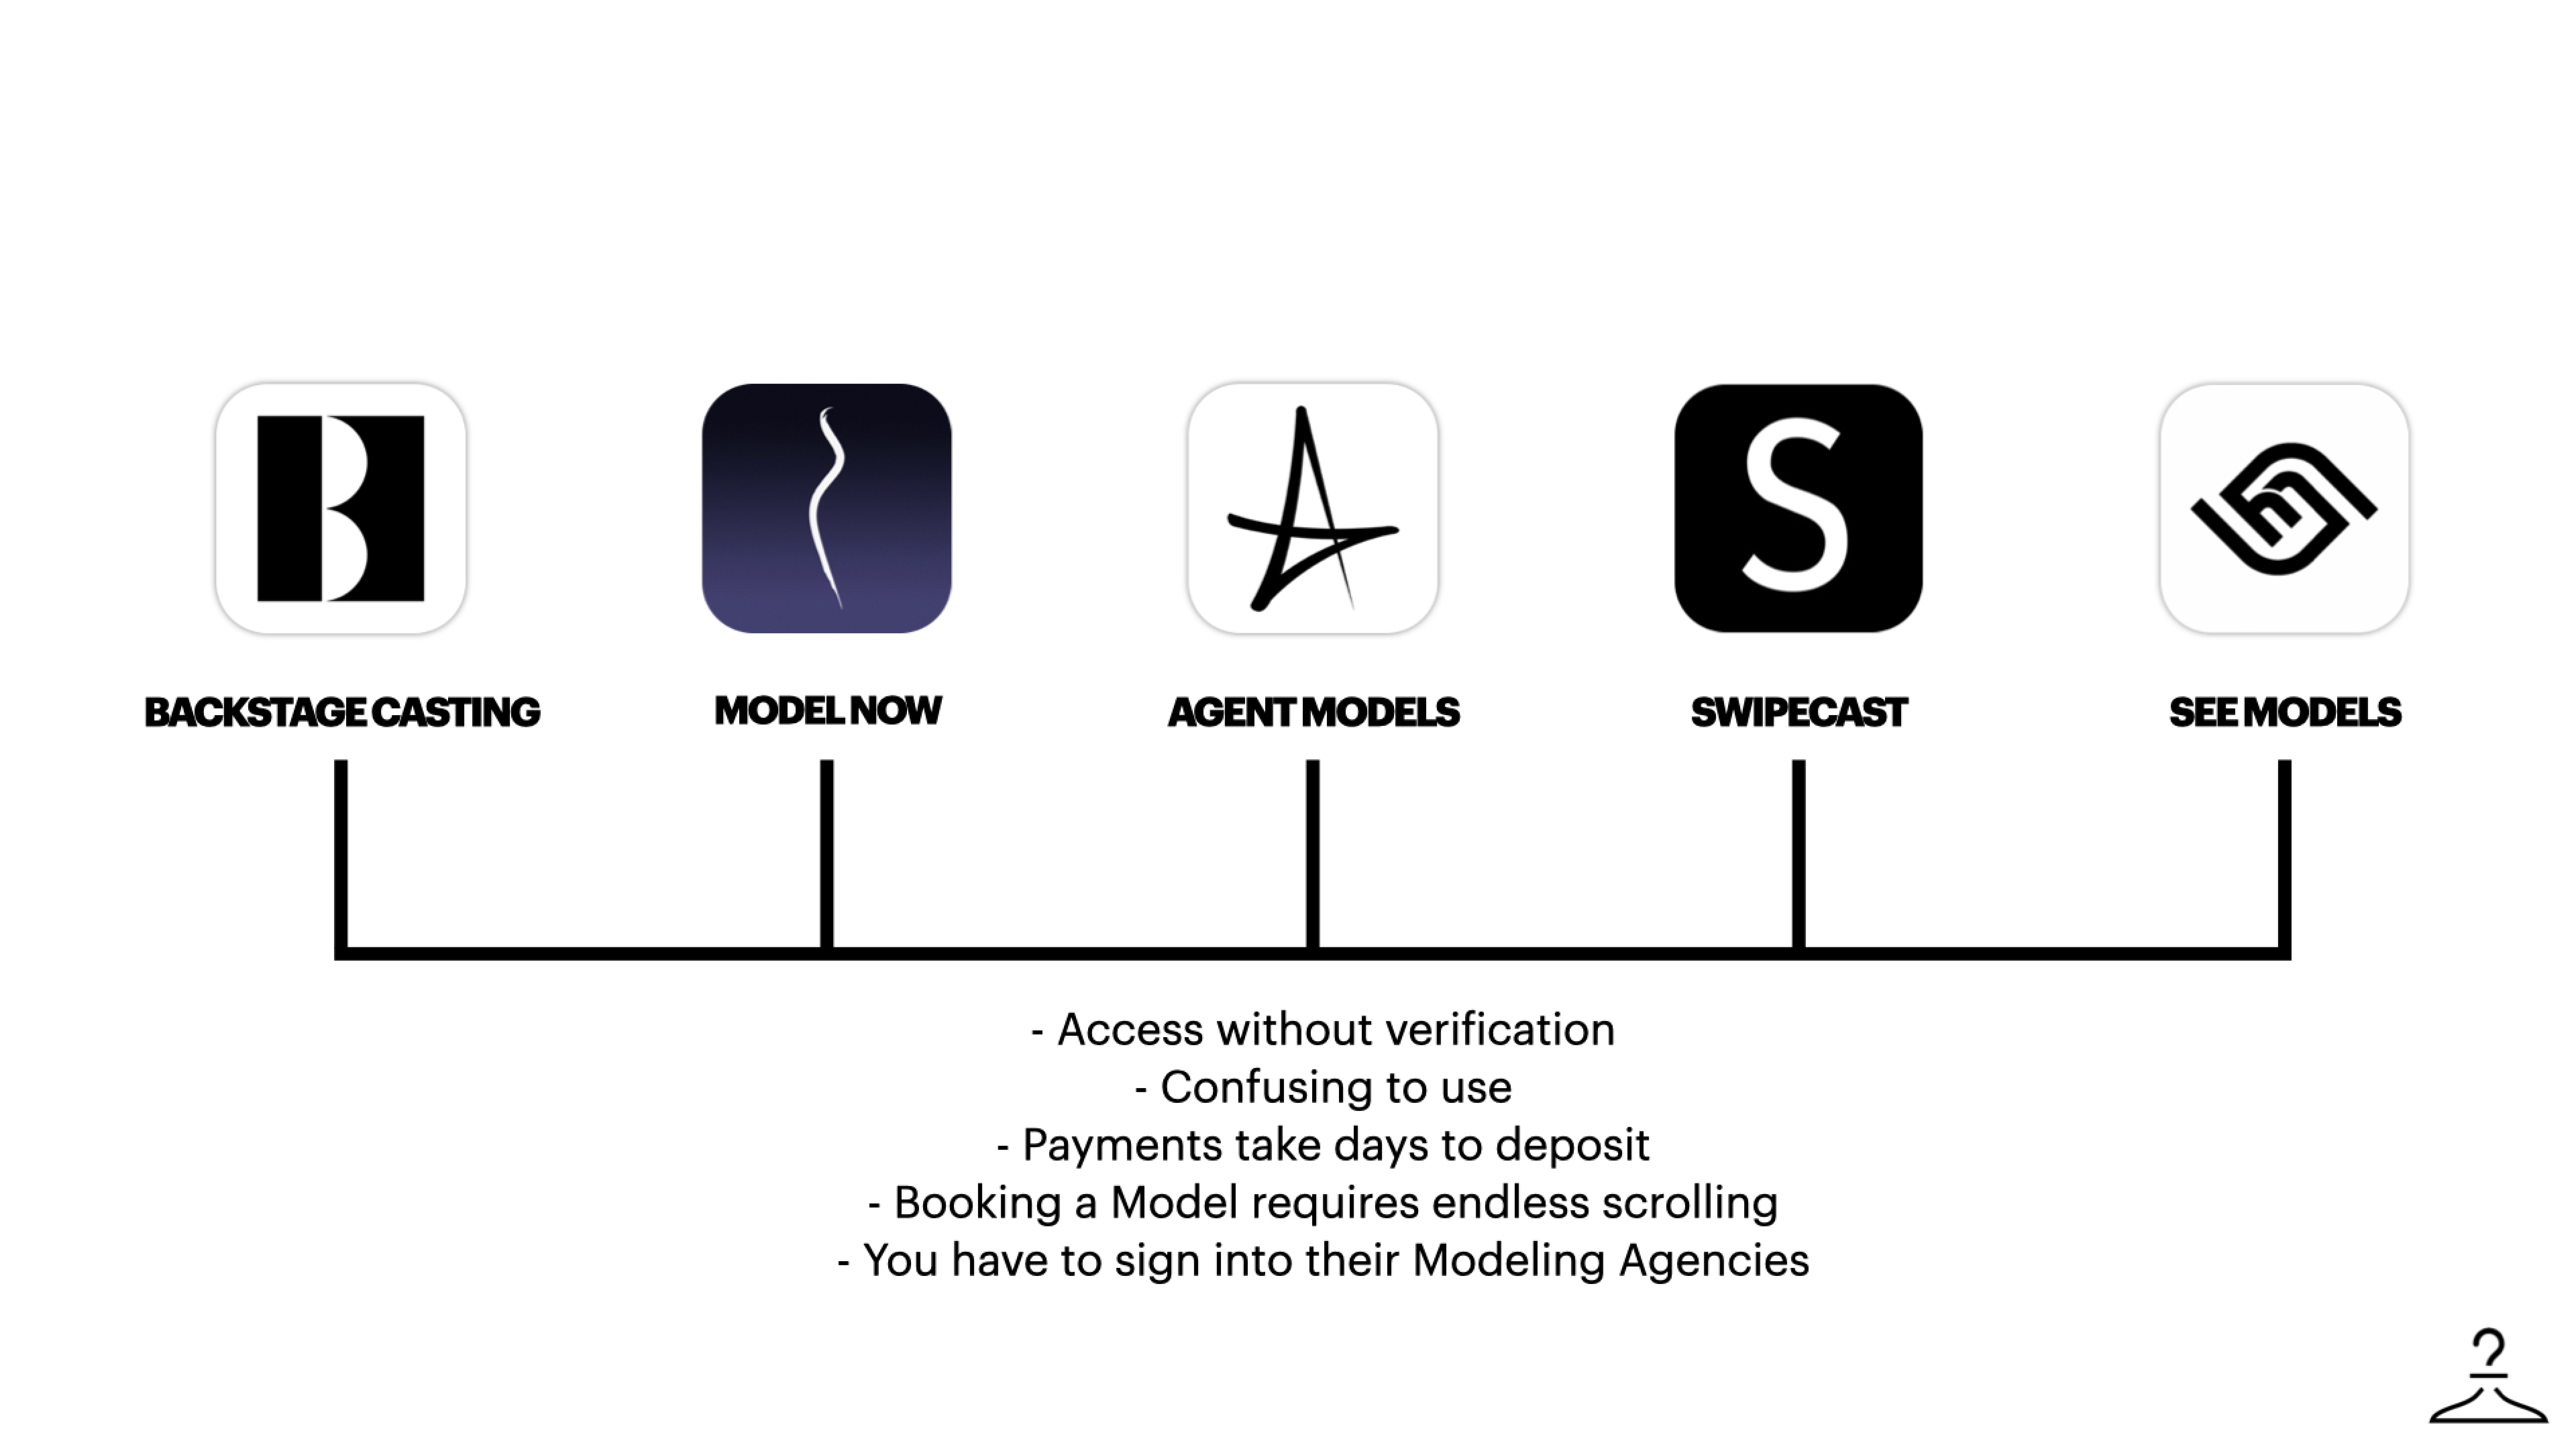 BACKSTAGE CASTING
MODEL NOW
AGENT MODELS
S
SWIPECAST
SEE MODELS
- Access without verification
- Confusing to use
- Payments take days to deposit
- Booking a Model requires endless scrolling
- You have to sign into their Modeling Agencies